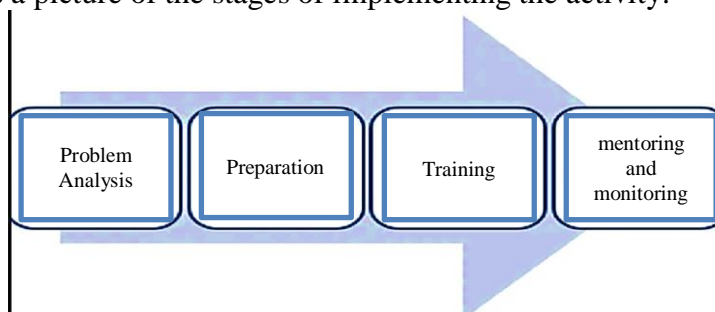 a picture of the stages of implementing the activity.
Problem
Analysis
Preparation
Training
mentoring
and
monitoring